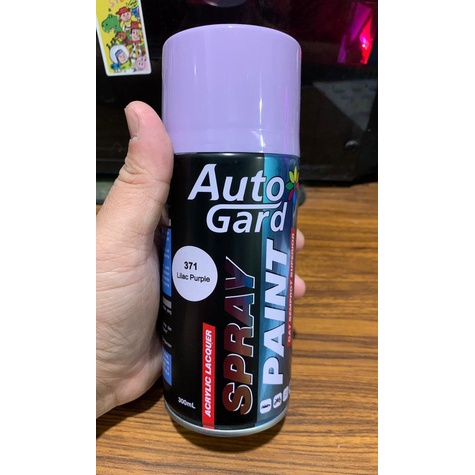 Auto
Gard
371
Lilac Purple
SPRAY
PAINT
ACRYLIC LACQUER
300mL